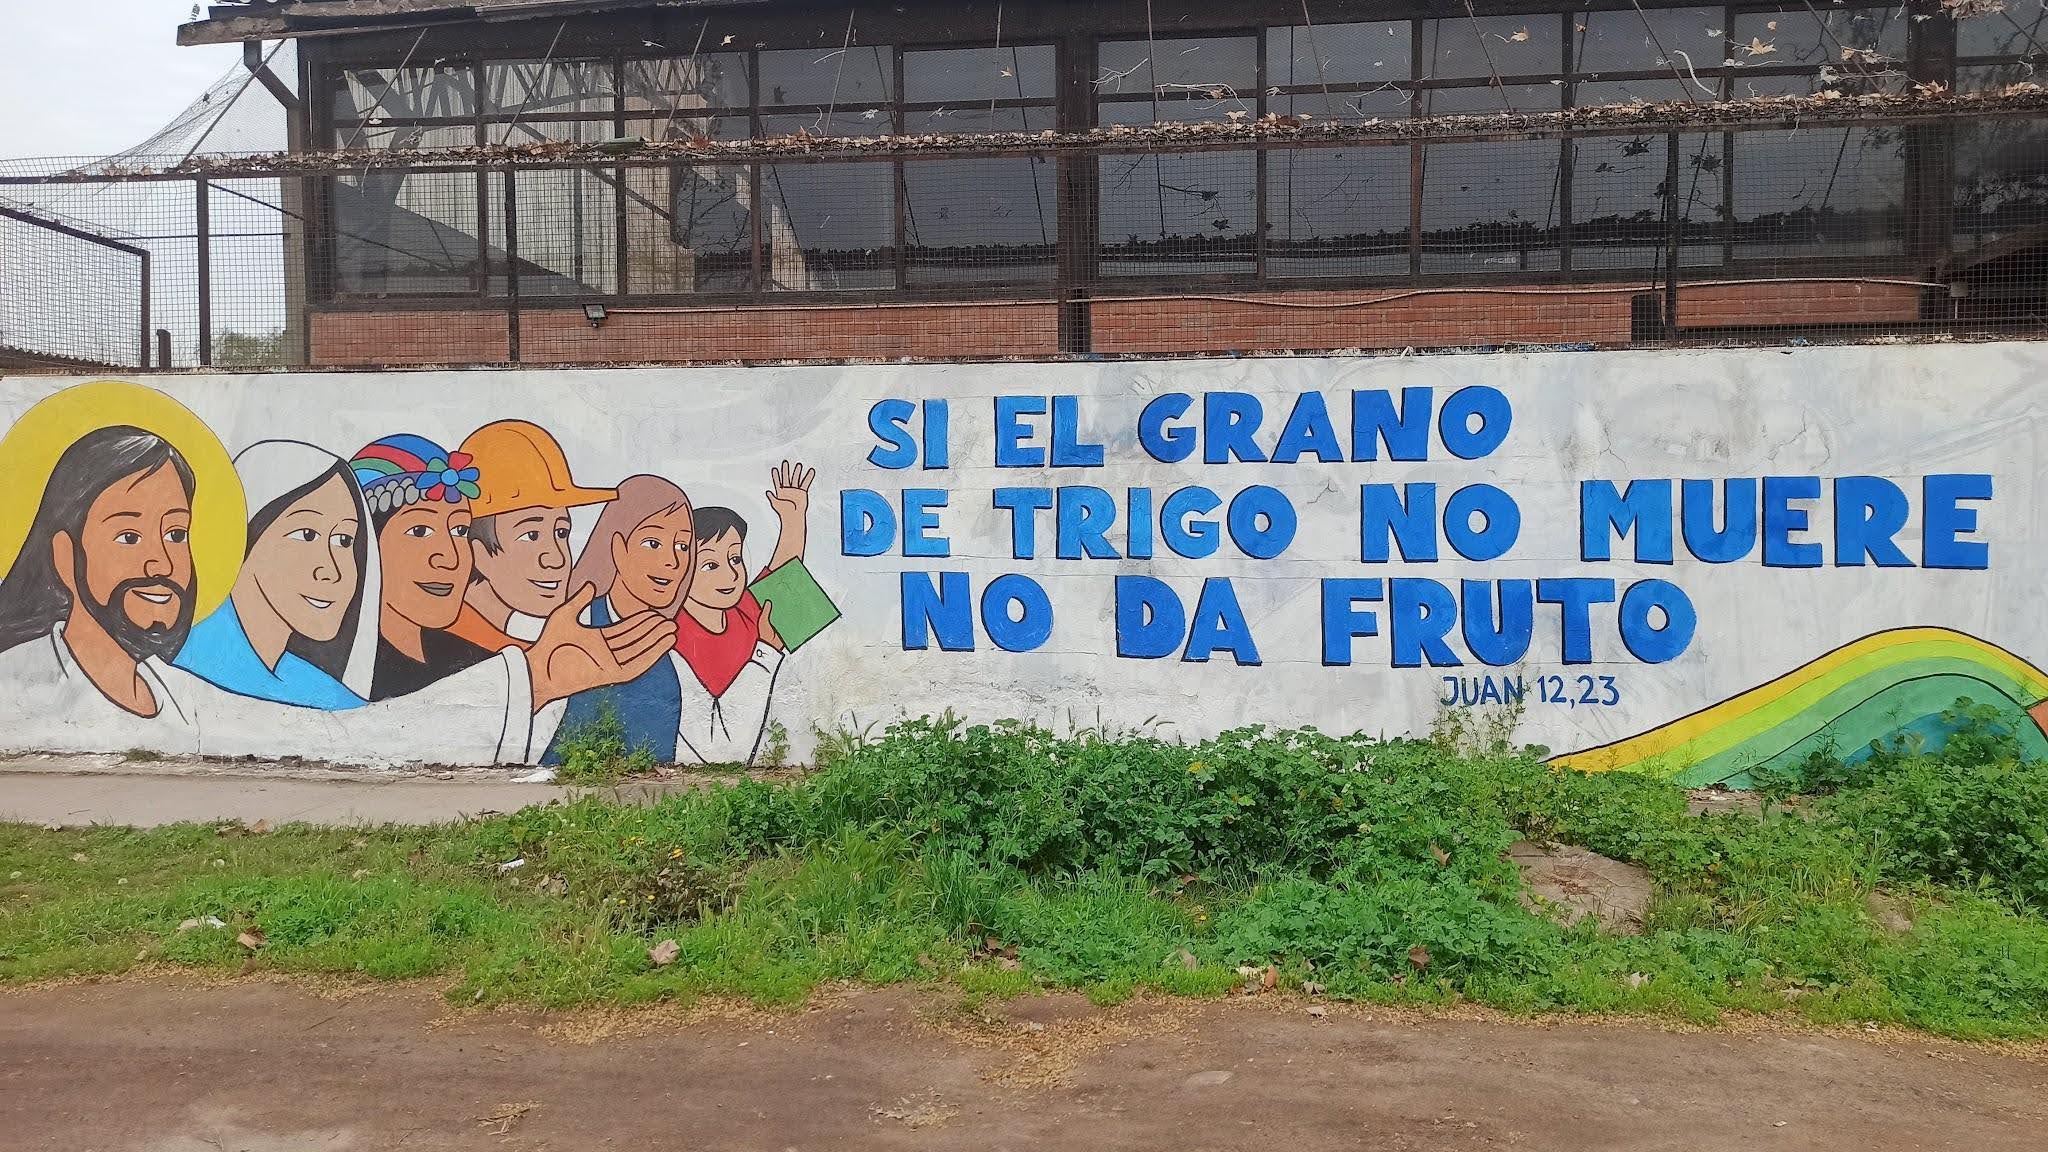 SI EL GRANO
DE TRIGO NO MUERE
NO DA FRUTO
JUAN 12,23